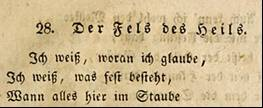 28. Der Fels des Heils.
Ich weiß, woran ich glaube,
Ich weiß, was fest besteht,
Wann alles hier im Staube